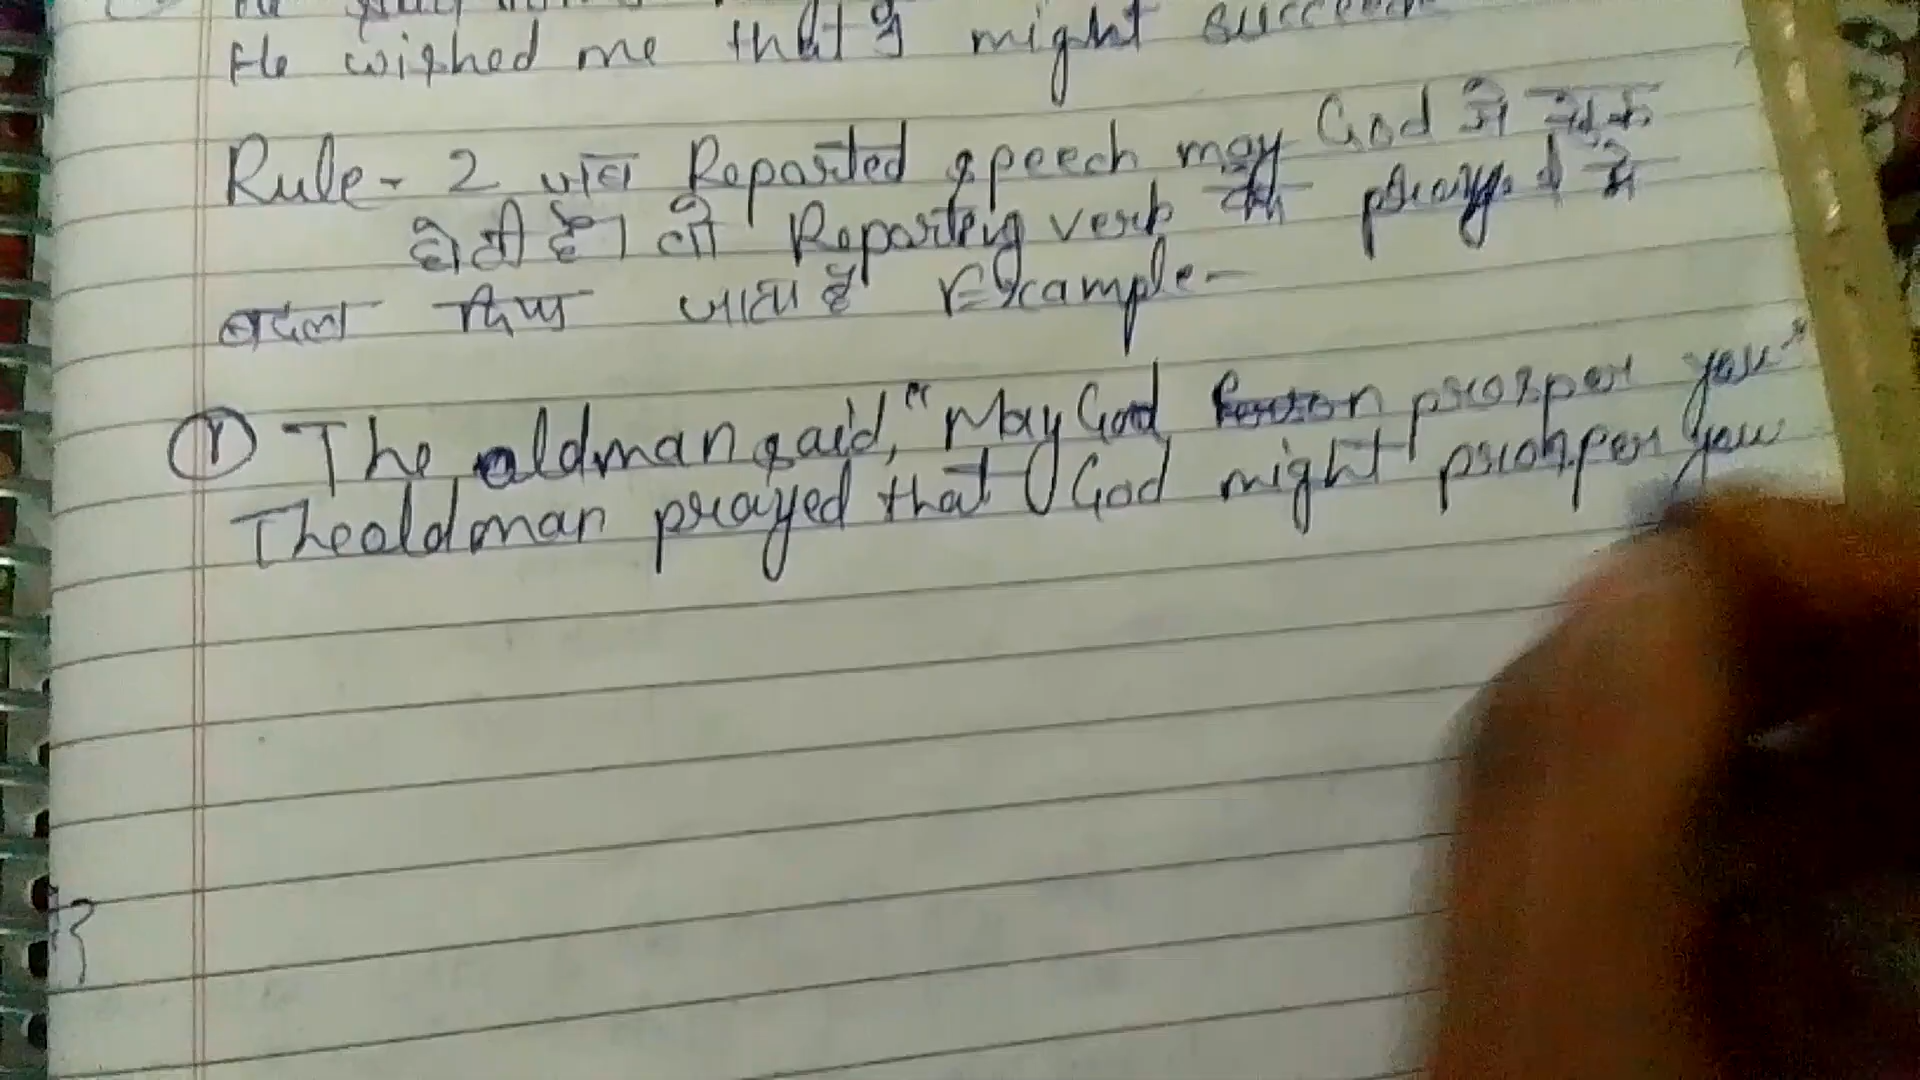 He wished me that I might succeed
Rule - 2 जब Reported speech may God से शुरू
होती है। तो Reporting verb को pray में
बदल दिया जाता है Example-
① The oldman said, "May God prosper you"
The oldman prayed that God might prosper you